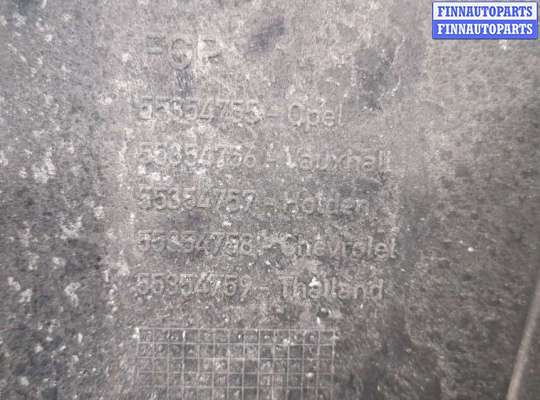 FINNAUTOPARTS
FINNAUTOPARTS
55354755 - Opel
55354756 - Vauxhall
55354757 - Holden
55354758 - Chevrolet
55354759 - Thailand